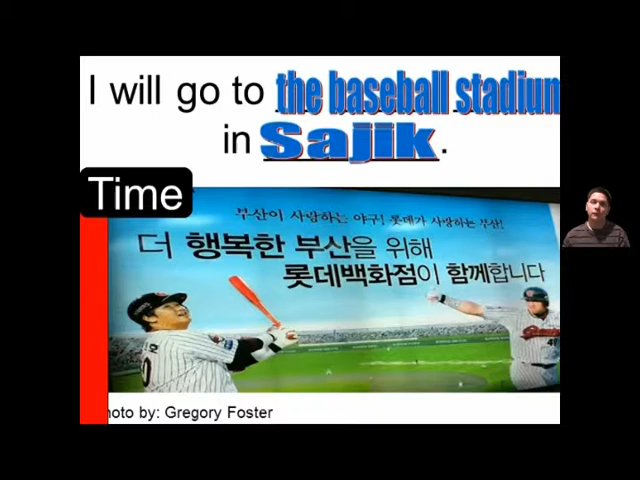 I will go to the baseball stadium
in Sajik.
Time
부산이 사랑하는 야구! 롯데가 사랑하는 부산!
더 행복한 부산을 위해
롯데백화점이 함께합니다
hoto by: Gregory Foster